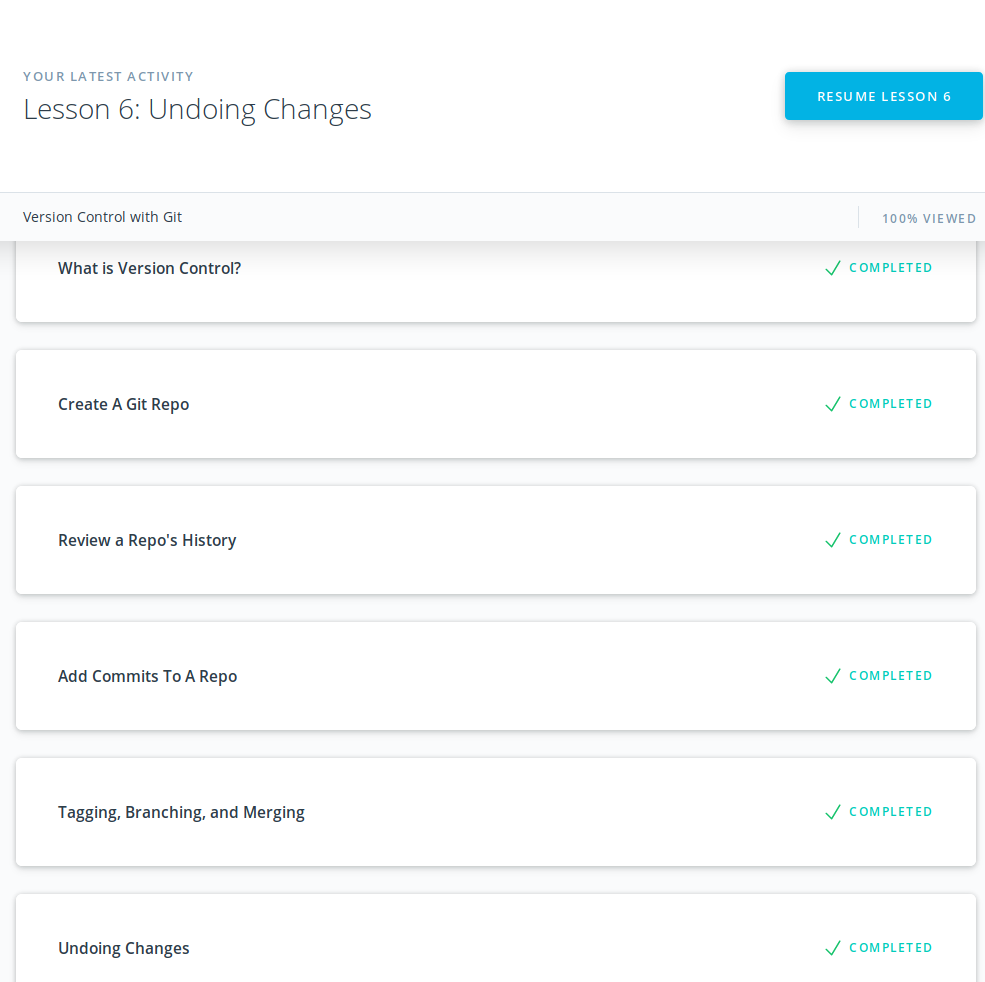 YOUR LATEST ACTIVITY
Lesson 6: Undoing Changes
RESUME LESSON 6
Version Control with Git
100% VIEWED
What is Version Control?
COMPLETED
Create A Git Repo
COMPLETED
Review a Repo's History
COMPLETED
Add Commits To A Repo
COMPLETED
Tagging, Branching, and Merging
COMPLETED
Undoing Changes
COMPLETED